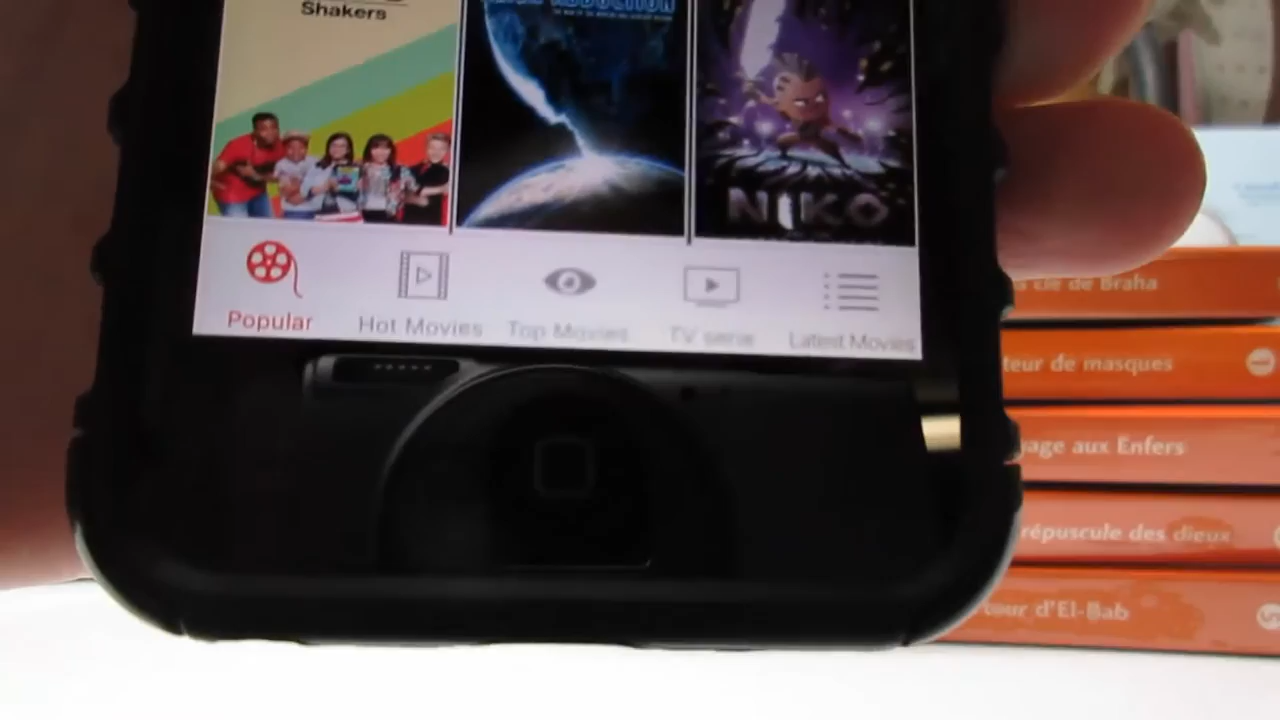 Shakers
NIKO
Popular
Hot Movies
Top Movies
TV serie
Latest Movies
clé de Braha
teur de masques
yage aux Enfers
répuscule des dieux
tour d'El-Bab